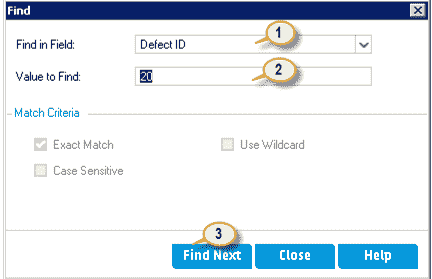 Find
1
Find in Field: Defect ID
2
Value to Find: 20
Match Criteria
Exact Match Use Wildcard
Case Sensitive
3
Find Next Close Help